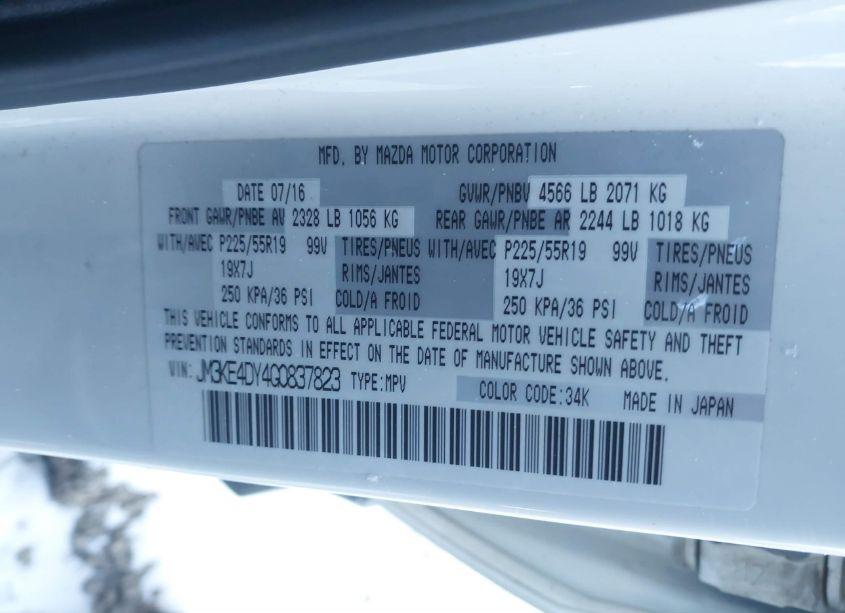 MFD. BY MAZDA MOTOR CORPORATION
DATE 07/16 GVWR/PNBV 4566 LB 2071 KG
FRONT GAWR/PNBE AV 2328 LB 1056 KG REAR GAWR/PNBE AR 2244 LB 1018 KG
WITH/AVEC P225/55R19 99V TIRES/PNEUS WITH/AVEC P225/55R19 99V TIRES/PNEUS
19X7J RIMS/JANTES 19X7J RIMS/JANTES
250 KPA/36 PSI COLD/A FROID 250 KPA/36 PSI COLD/A FROID
THIS VEHICLE CONFORMS TO ALL APPLICABLE FEDERAL MOTOR VEHICLE SAFETY AND THEFT
PREVENTION STANDARDS IN EFFECT ON THE DATE OF MANUFACTURE SHOWN ABOVE.
VIN: JM3KE4DY4G0837823 TYPE:MPV COLOR CODE:34K MADE IN JAPAN